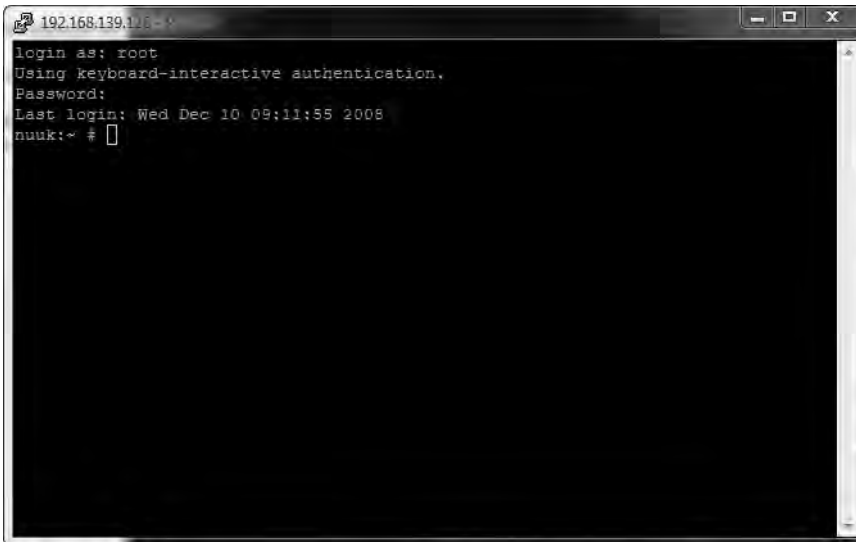 192.168.139.128
login as: root
Using keyboard-interactive authentication.
Password:
Last login: Wed Dec 10 09:11:55 2008
nuuk:~ #